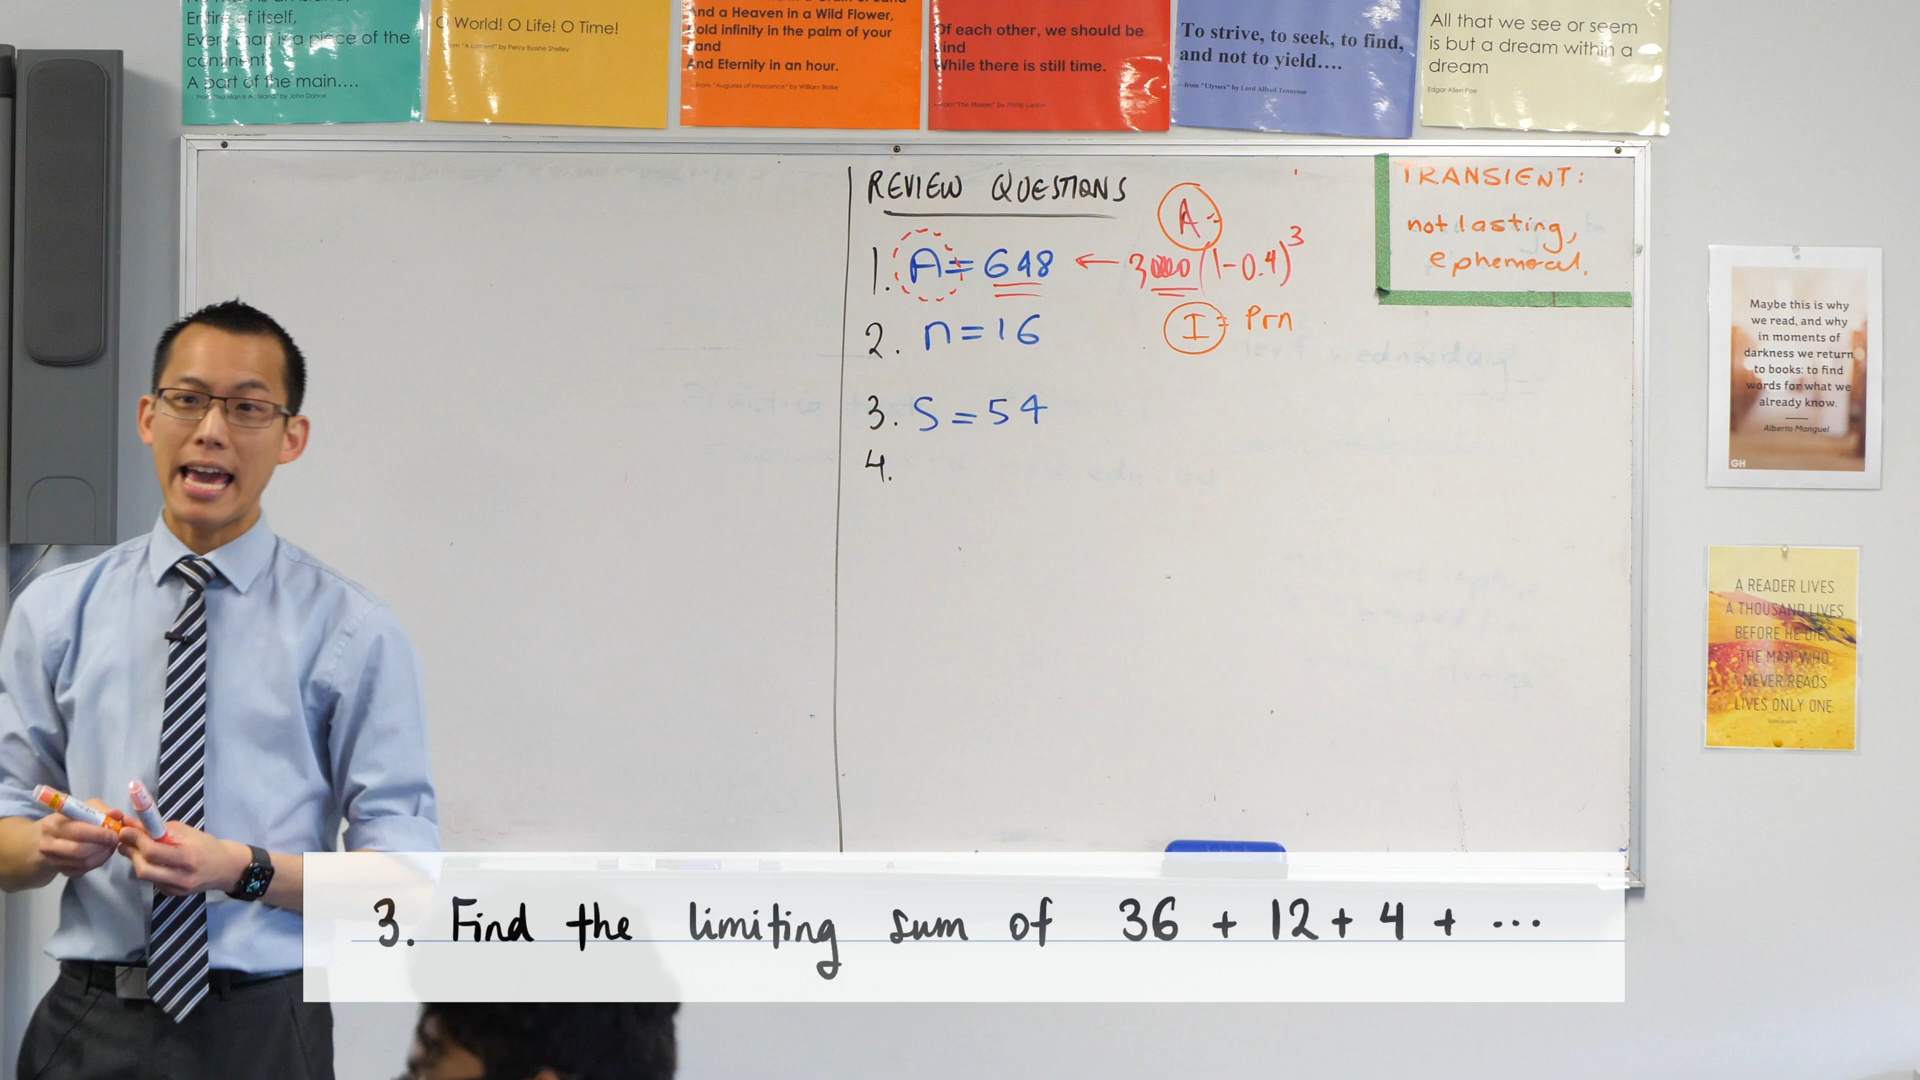 Entire of itself,
Every man is a piece of the
continent,
A part of the main....
from "No Man Is An Island" by John Donne
O World! O Life! O Time!
from "A Lament" by Percy Bysshe Shelley
And a Heaven in a Wild Flower,
Hold infinity in the palm of your
hand
And Eternity in an hour.
from "Auguries of Innocence" by William Blake
Of each other, we should be
kind
While there is still time.
from "The Mower" by Philip Larkin
To strive, to seek, to find,
and not to yield....
—from "Ulysses" by Lord Alfred Tennyson
All that we see or seem
is but a dream within a
dream
Edgar Allen Poe
REVIEW QUESTIONS
1. A = 648 ← 3000(1-0.4)³
A =
2. n = 16
I = Prn
3. S = 54
4.
TRANSIENT:
not lasting,
ephemeral.
Maybe this is why
we read, and why
in moments of
darkness we return
to books: to find
words for what we
already know.
Alberto Manguel
GH
A READER LIVES
A THOUSAND LIVES
BEFORE HE DIES
THE MAN WHO
NEVER READS
LIVES ONLY ONE
3. Find the limiting sum of 36 + 12 + 4 + ...